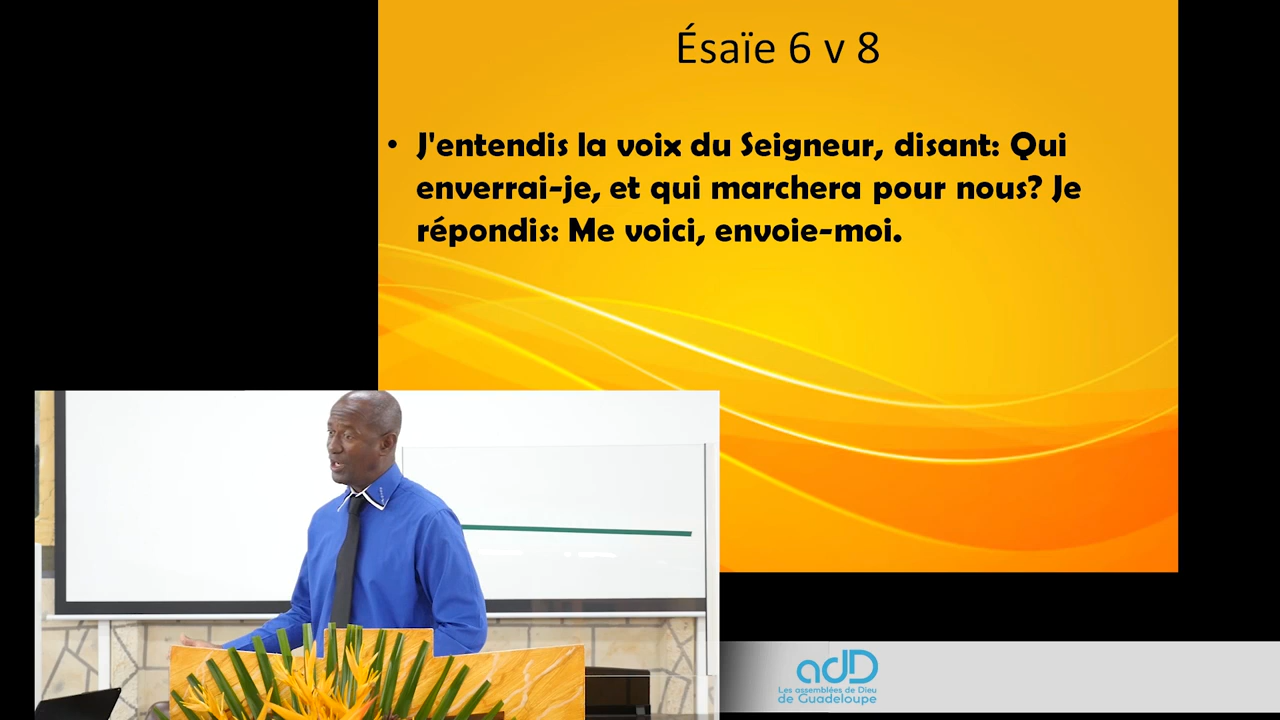 Ésaïe 6 v 8
• J'entendis la voix du Seigneur, disant: Qui
enverrai-je, et qui marchera pour nous? Je
répondis: Me voici, envoie-moi.
adD
Les assemblées de Dieu
de Guadeloupe